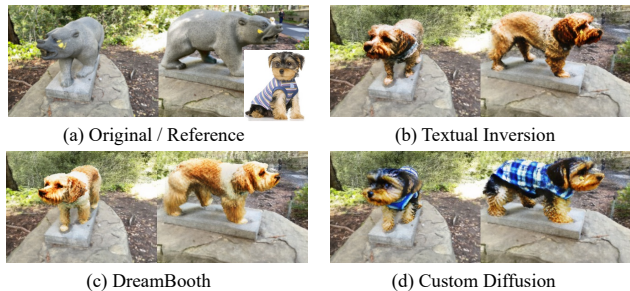 (a) Original / Reference
(b) Textual Inversion
(c) DreamBooth
(d) Custom Diffusion